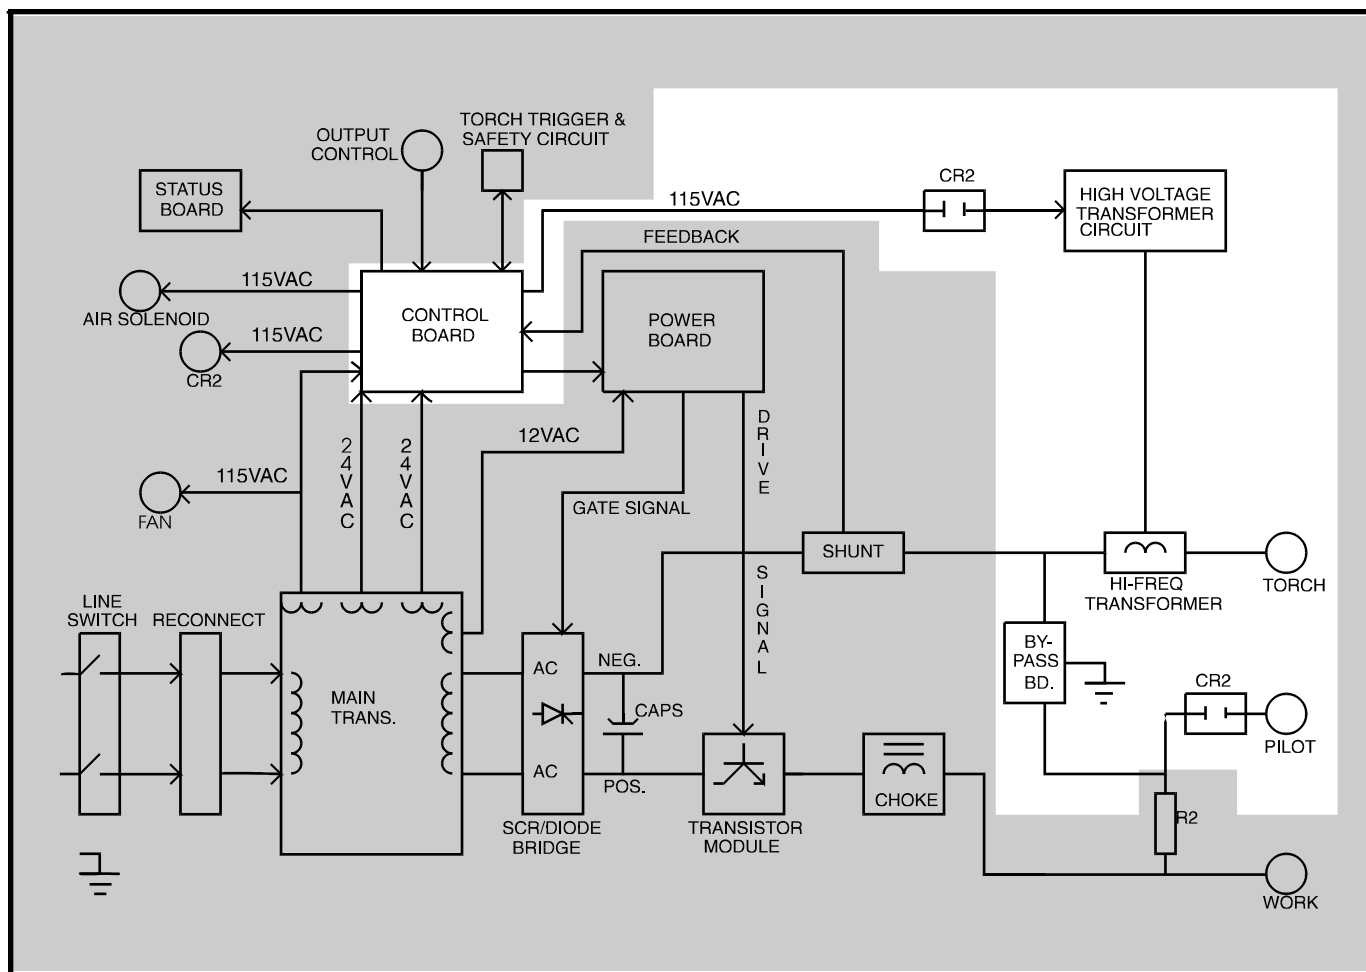 OUTPUT
CONTROL
TORCH TRIGGER &
SAFETY CIRCUIT
STATUS
BOARD
115VAC
CR2
HIGH VOLTAGE
TRANSFORMER
CIRCUIT
FEEDBACK
115VAC
AIR SOLENOID
CONTROL
BOARD
POWER
BOARD
115VAC
CR2
24VAC
24VAC
12VAC
DRIVE SIGNAL
115VAC
FAN
GATE SIGNAL
SHUNT
HI-FREQ
TRANSFORMER
TORCH
LINE
SWITCH
RECONNECT
BY-
PASS
BD.
AC
NEG.
MAIN
TRANS.
CAPS
CR2
PILOT
AC
POS.
CHOKE
R2
SCR/DIODE
BRIDGE
TRANSISTOR
MODULE
WORK